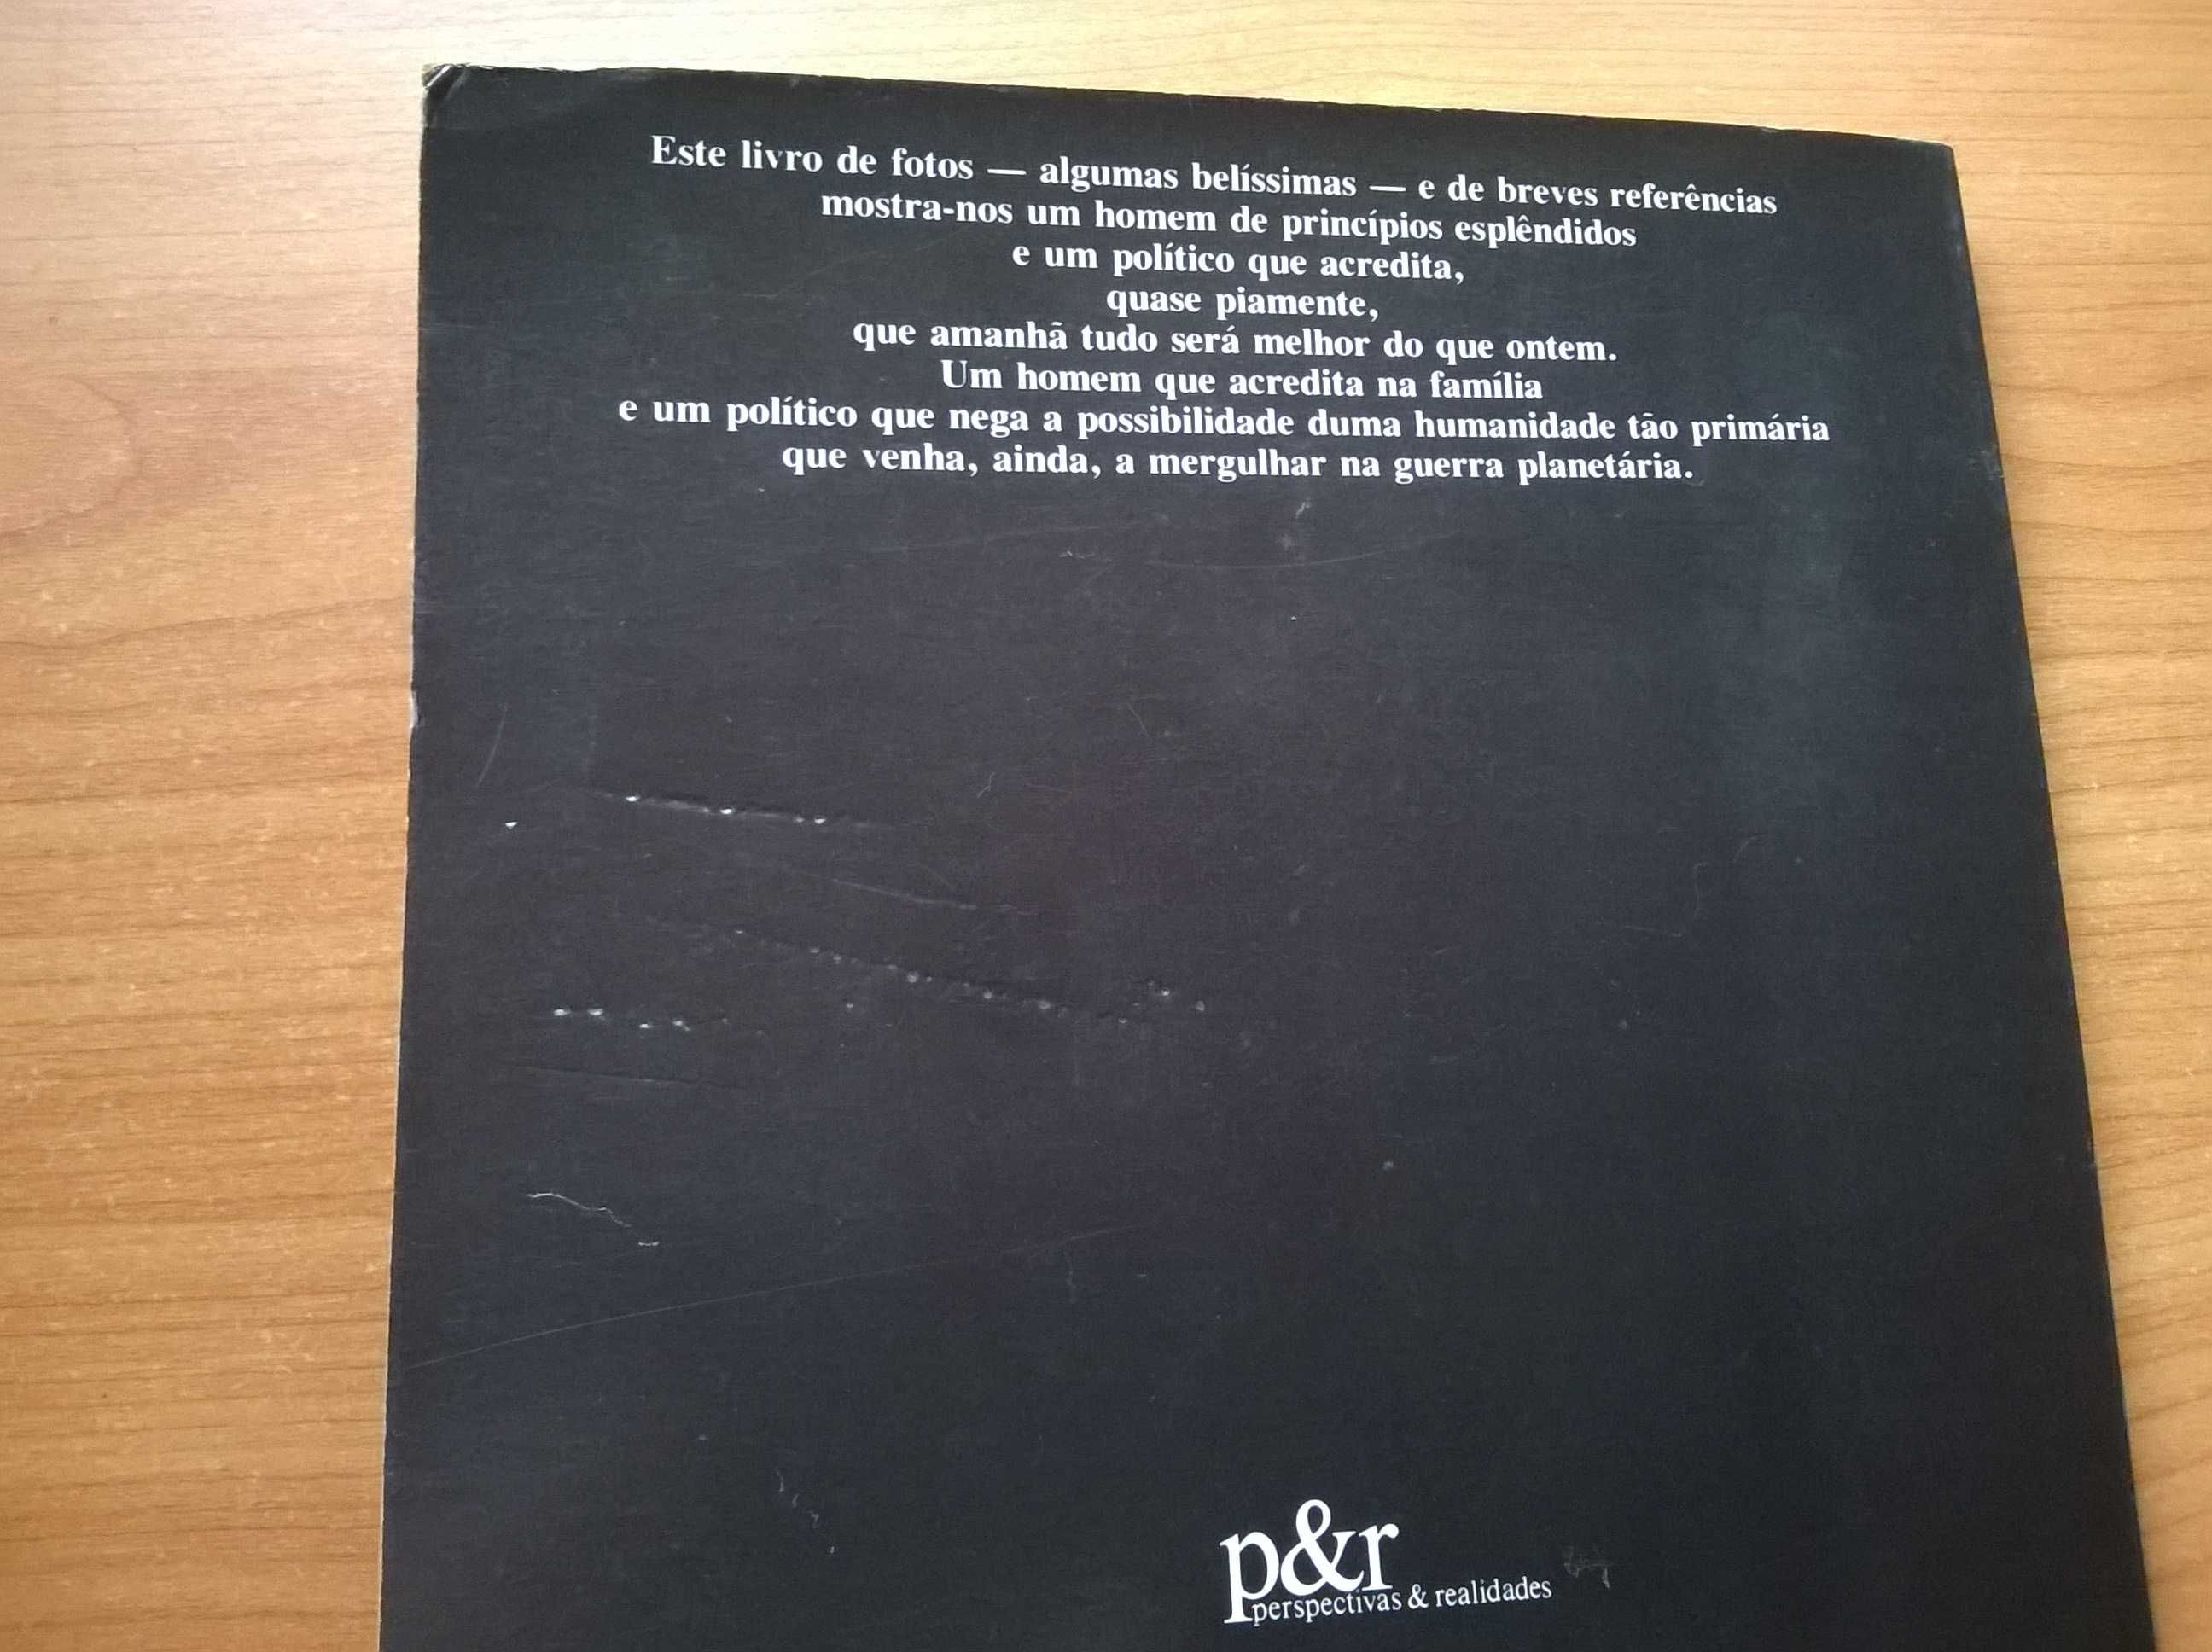 Este livro de fotos — algumas belíssimas — e de breves referências
mostra-nos um homem de princípios esplêndidos
e um político que acredita,
quase piamente,
que amanhã tudo será melhor do que ontem.
Um homem que acredita na família
e um político que nega a possibilidade duma humanidade tão primária
que venha, ainda, a mergulhar na guerra planetária.
p&r
perspectivas & realidades